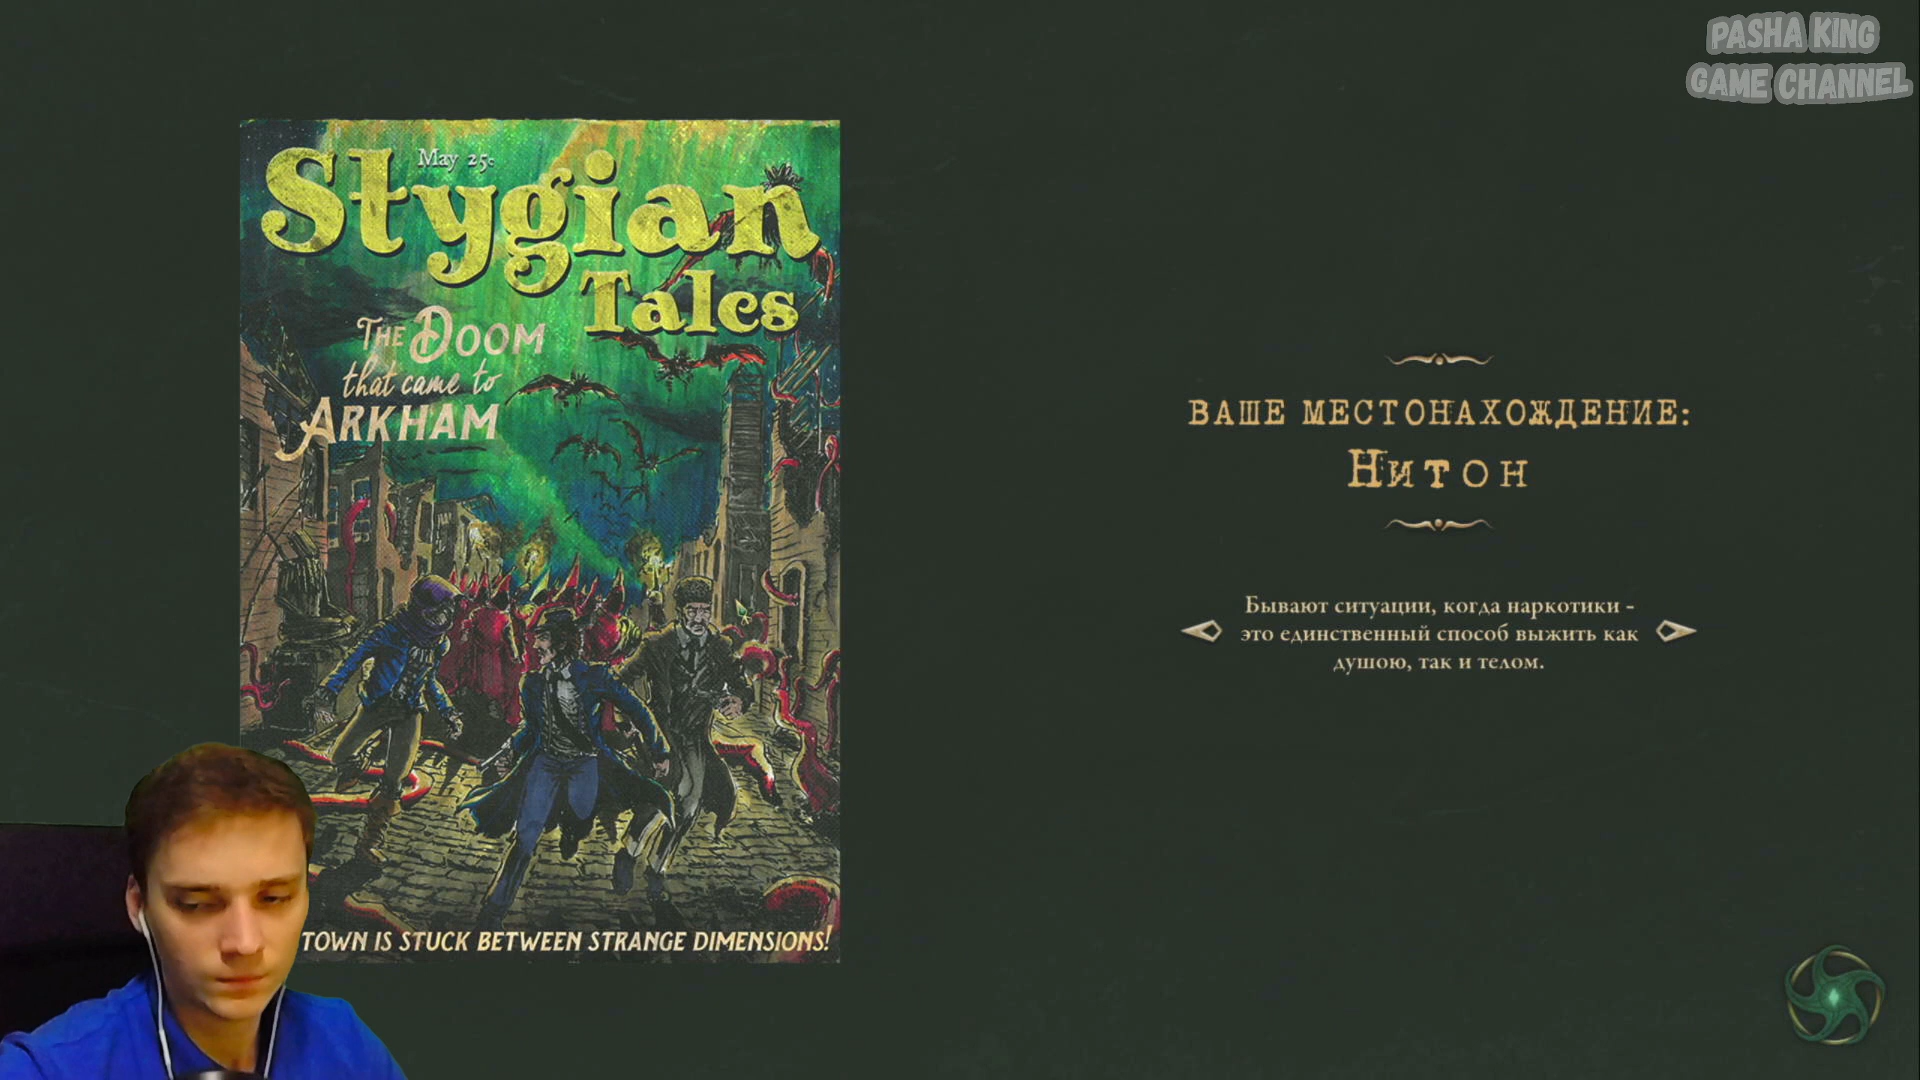 PASHA KING
GAME CHANNEL
May 25c
Stygian
Tales
THE DOOM
that came to
ARKHAM
TOWN IS STUCK BETWEEN STRANGE DIMENSIONS!
ВАШЕ МЕСТОНАХОЖДЕНИЕ:
Нитон
Бывают ситуации, когда наркотики -
это единственный способ выжить как
душою, так и телом.